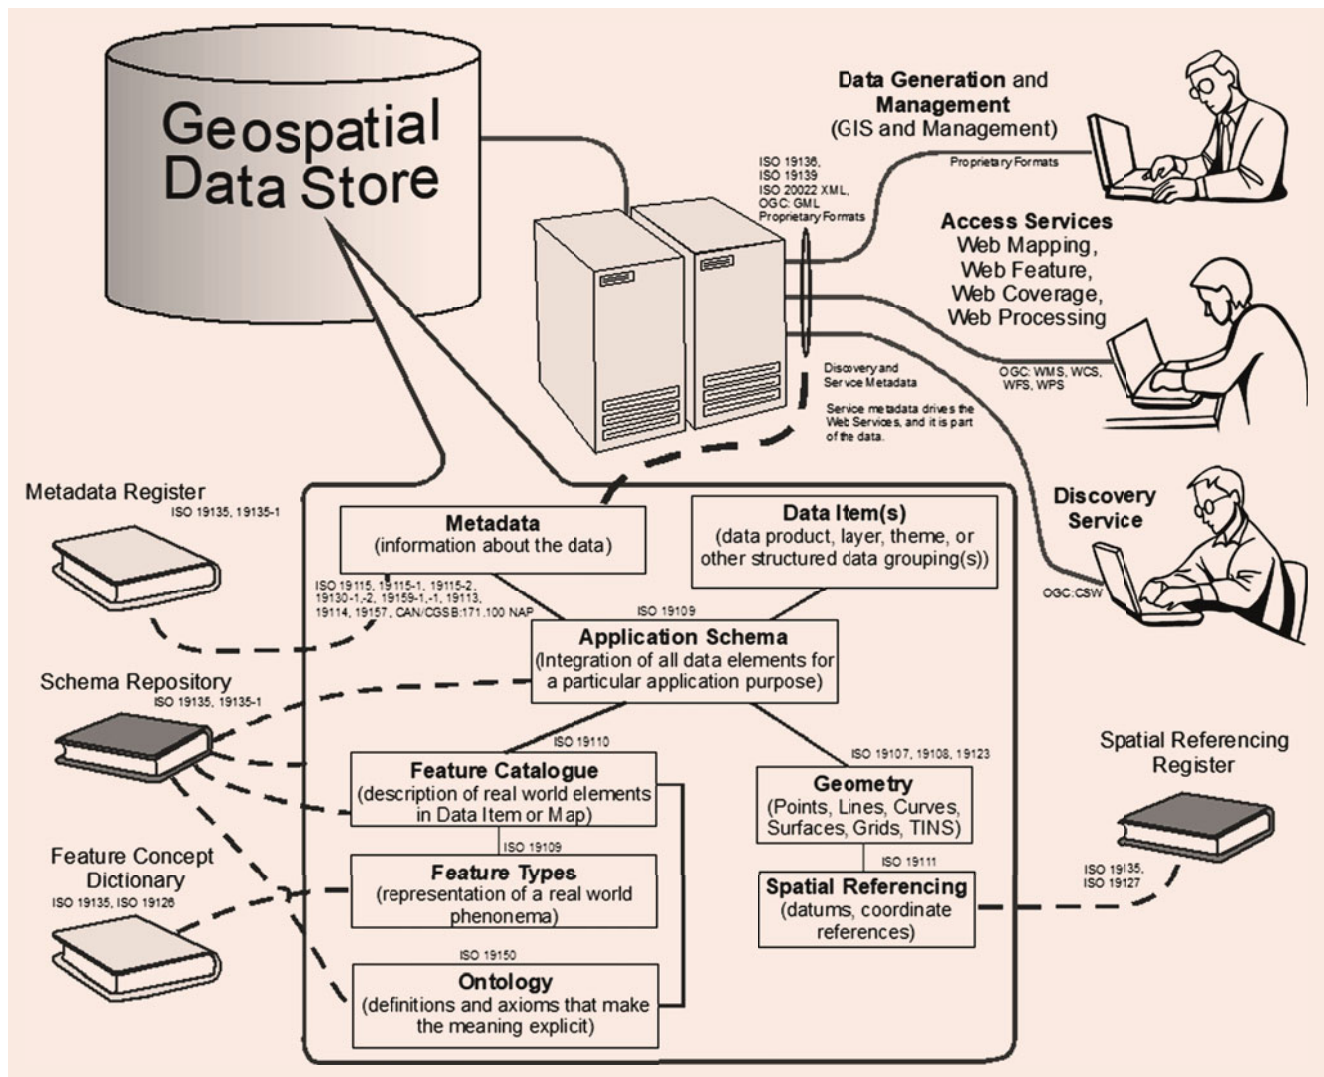 Geospatial
Data Store
Data Generation and
Management
(GIS and Management)
Proprietary Formats
ISO 19136,
ISO 19139
ISO 20022 XML,
OGC: GML
Proprietary Formats
Access Services
Web Mapping,
Web Feature,
Web Coverage,
Web Processing
OGC: WMS, WCS,
WFS, WPS
Discovery and
Service Metadata
Service metadata drives the
Web Services, and it is part
of the data.
Discovery
Service
OGC:CSW
Metadata Register
ISO 19135, 19135-1
Metadata
(information about the data)
Data Item(s)
(data product, layer, theme, or
other structured data grouping(s))
ISO 19115, 19115-1, 19115-2,
19130-1,-2, 19159-1,-1, 19113,
19114, 19157, CAN/CGSB:171.100 NAP
ISO 19109
Application Schema
(Integration of all data elements for
a particular application purpose)
Schema Repository
ISO 19135, 19135-1
ISO 19110
Feature Catalogue
(description of real world elements
in Data Item or Map)
ISO 19107, 19108, 19123
Geometry
(Points, Lines, Curves,
Surfaces, Grids, TINS)
Spatial Referencing
Register
ISO 19135,
ISO 19127
Feature Concept
Dictionary
ISO 19135, ISO 19126
ISO 19109
Feature Types
(representation of a real world
phenonema)
ISO 19111
Spatial Referencing
(datums, coordinate
references)
ISO 19150
Ontology
(definitions and axioms that make
the meaning explicit)